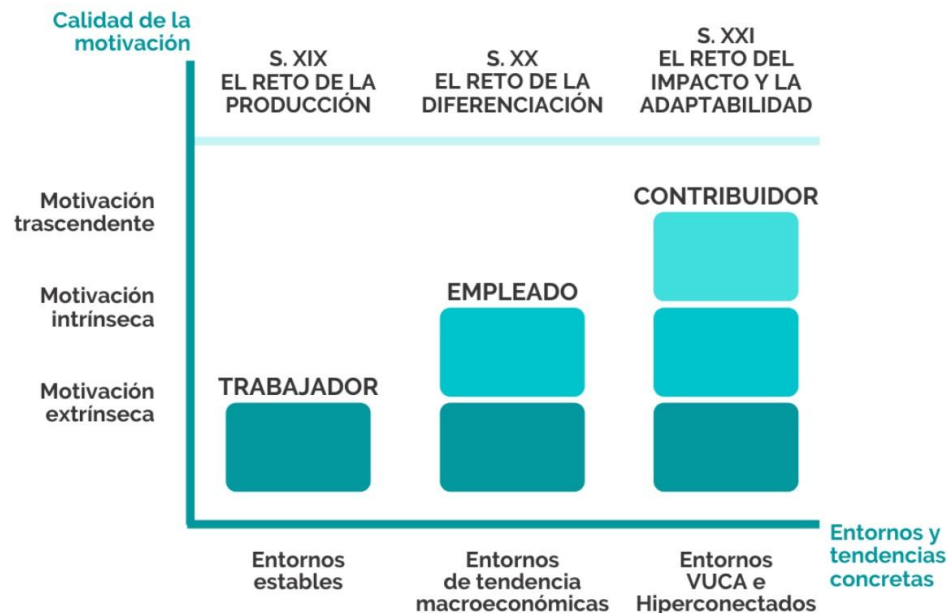 Calidad de la
motivación
S. XIX
EL RETO DE LA
PRODUCCIÓN
S. XX
EL RETO DE LA
DIFERENCIACIÓN
S. XXI
EL RETO DEL
IMPACTO Y LA
ADAPTABILIDAD
Motivación
trascendente
Motivación
intrínseca
Motivación
extrínseca
TRABAJADOR
EMPLEADO
CONTRIBUIDOR
Entornos
estables
Entornos
de tendencia
macroeconómicas
Entornos
VUCA e
Hiperconectados
Entornos y
tendencias
concretas